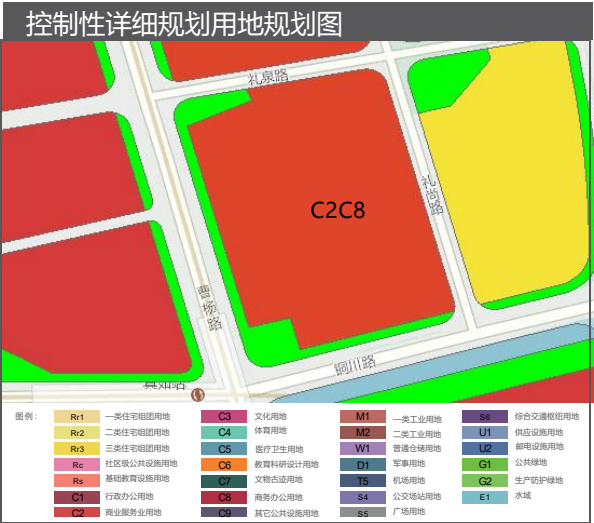 控制性详细规划用地规划图
礼泉路
C2C8
曹杨路
铜川路
真如站
图例：
Rr1 一类住宅组团用地
Rr2 二类住宅组团用地
Rr3 三类住宅组团用地
Rc 社区级公共设施用地
Rs 基础教育设施用地
C1 行政办公用地
C2 商业服务业用地
C3 文化用地
C4 体育用地
C5 医疗卫生用地
C6 教育科研设计用地
C7 文物古迹用地
C8 商务办公用地
C9 其它公共设施用地
M1 一类工业用地
M2 二类工业用地
W1 普通仓储用地
D1 军事用地
T5 机场用地
S4 公交场站用地
S5 广场用地
S6 综合交通枢纽用地
U1 供应设施用地
U2 邮电设施用地
G1 公共绿地
G2 生产防护绿地
E1 水域